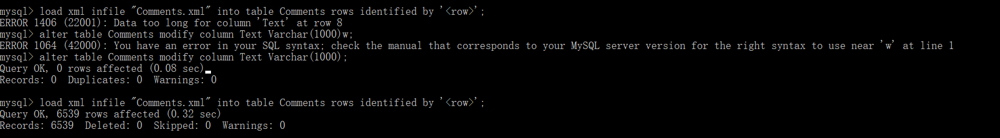 mysql> load xml infile "Comments.xml" into table Comments rows identified by '<row>';
ERROR 1406 (22001): Data too long for column 'Text' at row 8
mysql> alter table Comments modify column Text Varchar(1000)w;
ERROR 1064 (42000): You have an error in your SQL syntax; check the manual that corresponds to your MySQL server version for the right syntax to use near 'w' at line 1
mysql> alter table Comments modify column Text Varchar(1000);
Query OK, 0 rows affected (0.08 sec)
Records: 0  Duplicates: 0  Warnings: 0
mysql> load xml infile "Comments.xml" into table Comments rows identified by '<row>';
Query OK, 6539 rows affected (0.32 sec)
Records: 6539  Deleted: 0  Skipped: 0  Warnings: 0